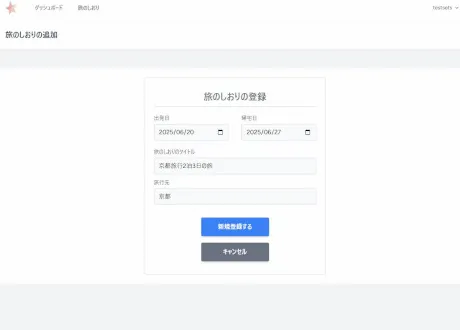 ダッシュボード 旅のしおり testsets
旅のしおりの追加
旅のしおりの登録
出発日 帰宅日
2025/06/20 2025/06/27
旅のしおりのタイトル
京都旅行2泊3日の旅
旅行先
京都
新規登録する
キャンセル